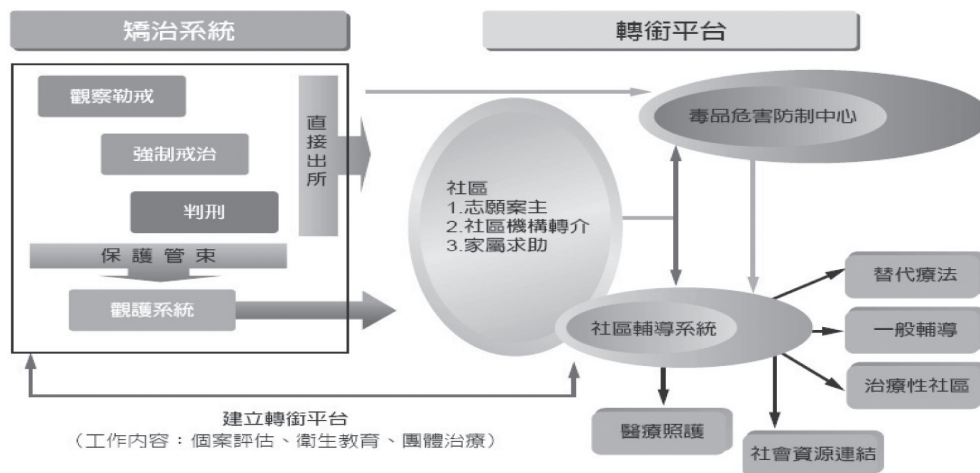 矯治系統
轉銜平台
觀察勒戒
強制戒治
判刑
直接出所
保護管束
觀護系統
社區
1.志願案主
2.社區機構轉介
3.家屬求助
毒品危害防制中心
社區輔導系統
替代療法
一般輔導
治療性社區
醫療照護
社會資源連結
建立轉銜平台
（工作內容：個案評估、衛生教育、團體治療）